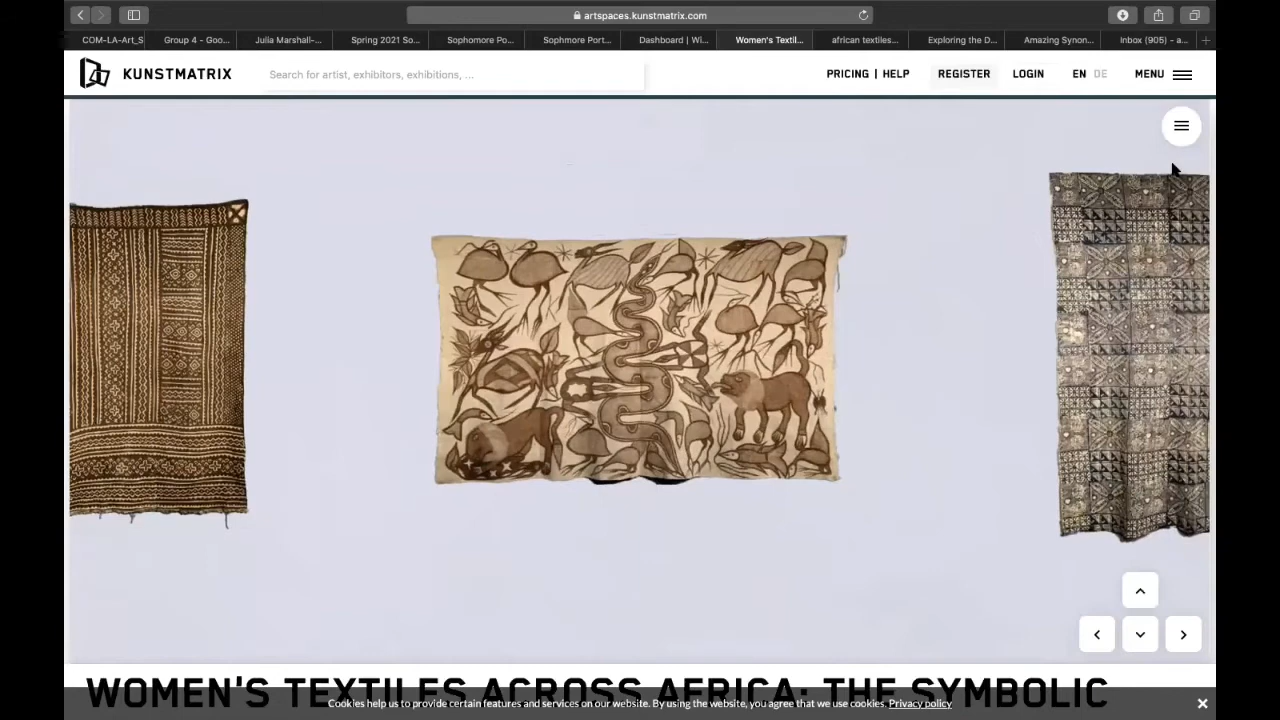 artspaces.kunstmatrix.com
COM-LA-Art_S
Group 4 - Goo...
Julia Marshall-...
Spring 2021 So...
Sophomore Po...
Sophmore Port...
Dashboard | Wi...
Women's Textil...
african textiles...
Exploring the D...
Amazing Synon...
Inbox (905) - a...
KUNSTMATRIX
Search for artist, exhibitors, exhibitions, ...
PRICING | HELP
REGISTER
LOGIN
EN DE
MENU
WOMEN'S TEXTILES ACROSS AFRICA: THE SYMBOLIC
Cookies help us to provide certain features and services on our website. By using the website, you agree that we use cookies. Privacy policy